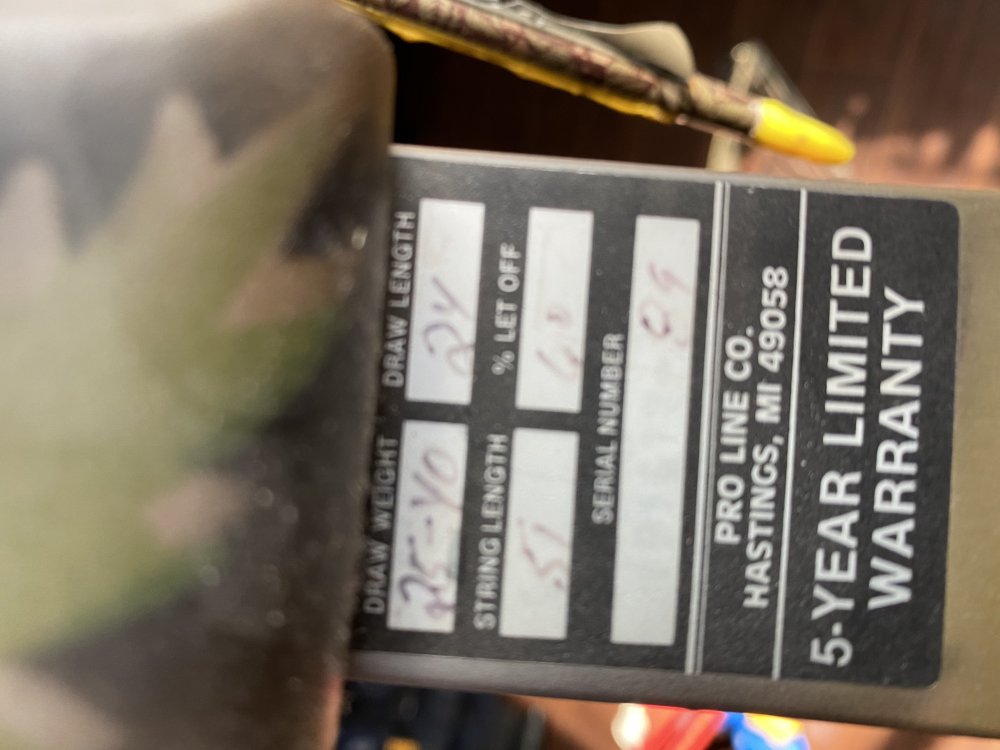 DRAW WEIGHT DRAW LENGTH
25-40 24
STRING LENGTH % LET OFF
51
SERIAL NUMBER
PRO LINE CO.
HASTINGS, MI 49058
5-YEAR LIMITED
WARRANTY